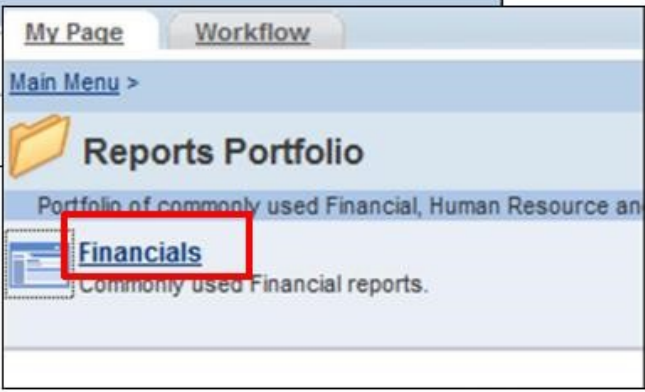 My Page Workflow
Main Menu >
Reports Portfolio
Portfolio of commonly used Financial, Human Resource an
Financials
Commonly used Financial reports.